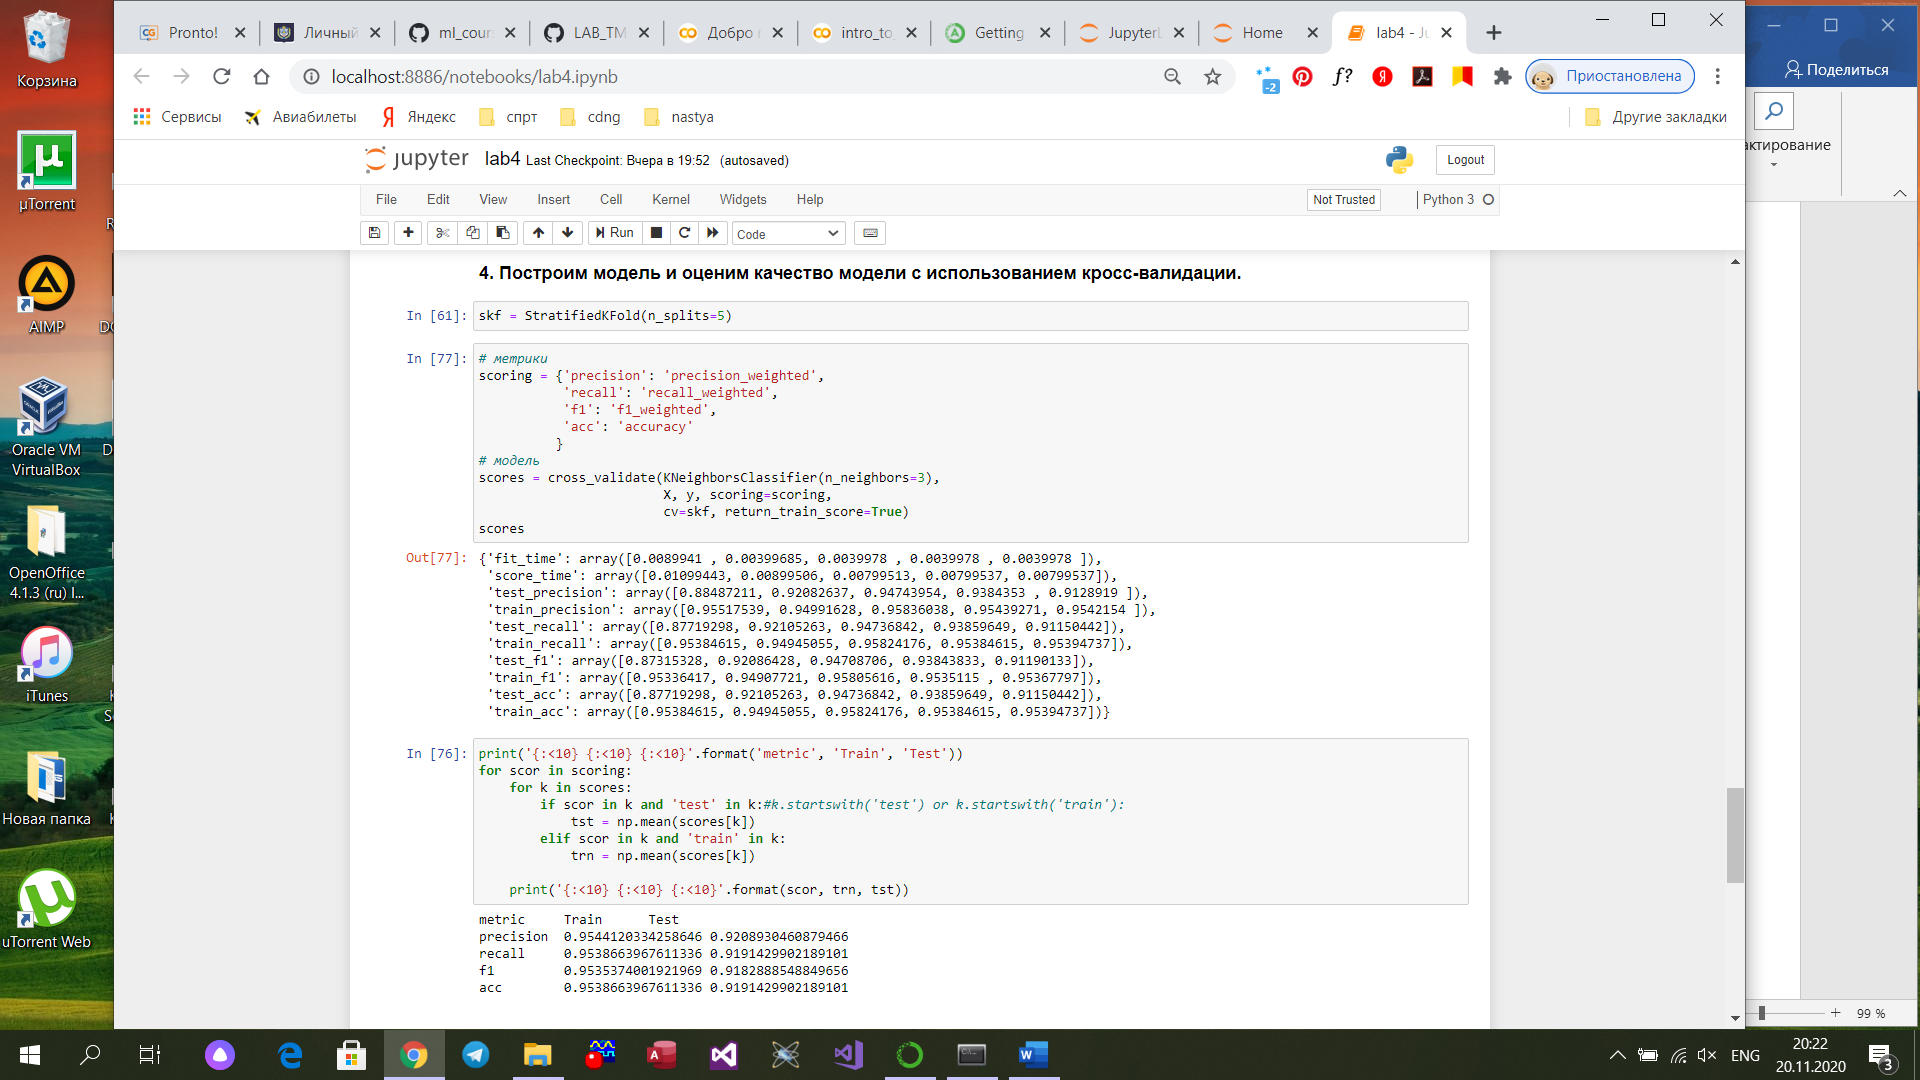 Корзина
µTorrent
AIMP
Oracle VM
VirtualBox
OpenOffice
4.1.3 (ru) I...
iTunes
Новая папка
uTorrent Web
Pronto!
Личный
ml_cour
LAB_TM
Добро
intro_to
Getting
JupyterL
Home
lab4 - Ju
localhost:8886/notebooks/lab4.ipynb
-2
Приостановлена
Сервисы
Авиабилеты
Яндекс
спрт
cdng
nastya
Другие закладки
Поделиться
актирование
jupyter lab4 Last Checkpoint: Вчера в 19:52 (autosaved)
Logout
File Edit View Insert Cell Kernel Widgets Help
Not Trusted
Python 3
Run
Code
4. Построим модель и оценим качество модели с использованием кросс-валидации.
In [61]: skf = StratifiedKFold(n_splits=5)
In [77]: # метрики
scoring = {'precision': 'precision_weighted',
'recall': 'recall_weighted',
'f1': 'f1_weighted',
'acc': 'accuracy'
}
# модель
scores = cross_validate(KNeighborsClassifier(n_neighbors=3),
X, y, scoring=scoring,
cv=skf, return_train_score=True)
scores
Out[77]: {'fit_time': array([0.0089941 , 0.00399685, 0.0039978 , 0.0039978 , 0.0039978 ]),
'score_time': array([0.01099443, 0.00899506, 0.00799513, 0.00799537, 0.00799537]),
'test_precision': array([0.88487211, 0.92082637, 0.94743954, 0.9384353 , 0.9128919 ]),
'train_precision': array([0.95517539, 0.94991628, 0.95836038, 0.95439271, 0.9542154 ]),
'test_recall': array([0.87719298, 0.92105263, 0.94736842, 0.93859649, 0.91150442]),
'train_recall': array([0.95384615, 0.94945055, 0.95824176, 0.95384615, 0.95394737]),
'test_f1': array([0.87315328, 0.92086428, 0.94708706, 0.93843833, 0.91190133]),
'train_f1': array([0.95336417, 0.94907721, 0.95805616, 0.9535115 , 0.95367797]),
'test_acc': array([0.87719298, 0.92105263, 0.94736842, 0.93859649, 0.91150442]),
'train_acc': array([0.95384615, 0.94945055, 0.95824176, 0.95384615, 0.95394737])}
In [76]: print('{:<10} {:<10} {:<10}'.format('metric', 'Train', 'Test'))
for scor in scoring:
for k in scores:
if scor in k and 'test' in k:#k.startswith('test') or k.startswith('train'):
tst = np.mean(scores[k])
elif scor in k and 'train' in k:
trn = np.mean(scores[k])
print('{:<10} {:<10} {:<10}'.format(scor, trn, tst))
metric Train Test
precision 0.9544120334258646 0.9208930460879466
recall 0.9538663967611336 0.9191429902189101
f1 0.9535374001921969 0.9182888548849656
acc 0.9538663967611336 0.9191429902189101
99 %
ENG
20:22
20.11.2020
3